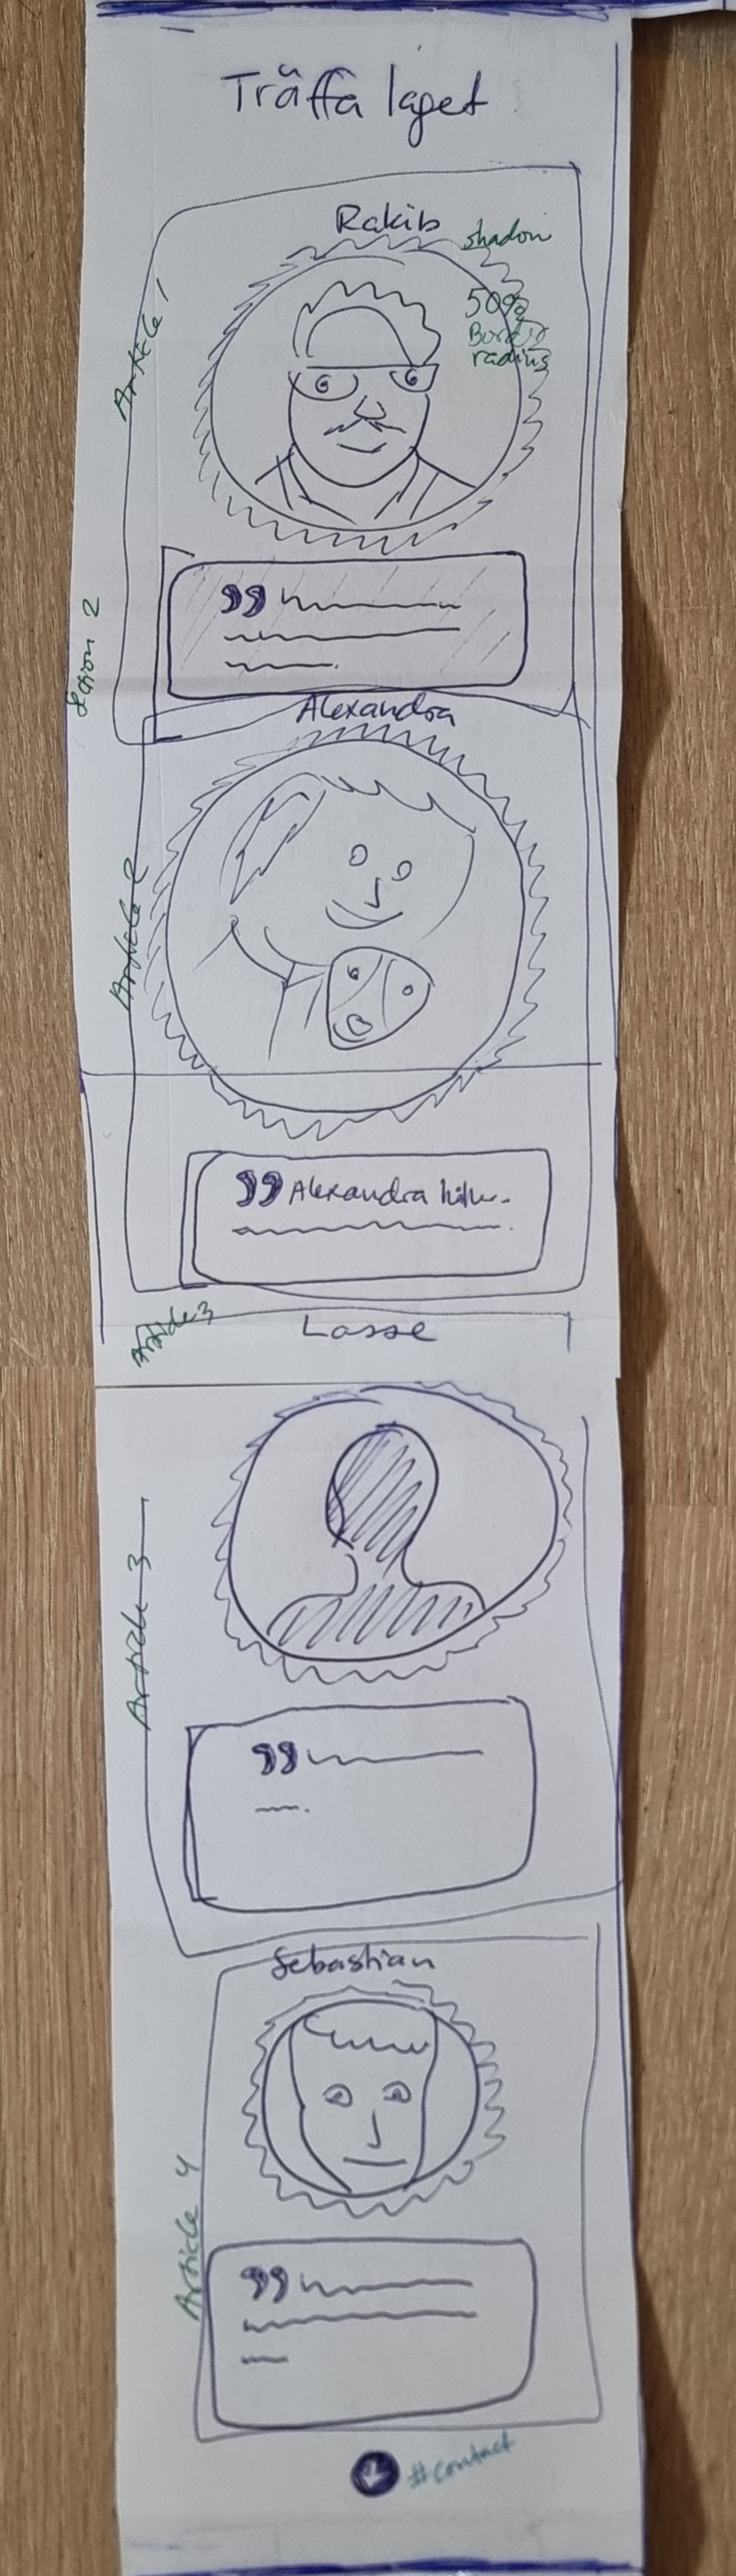 Träffa laget
Rakib
shadow
50%
Border
radius
Article 1
99
Section 2
Alexandra
Article 2
99 Alexandra
Article 3
Lasse
Article 3
99
Sebastian
Article 4
99
#contact